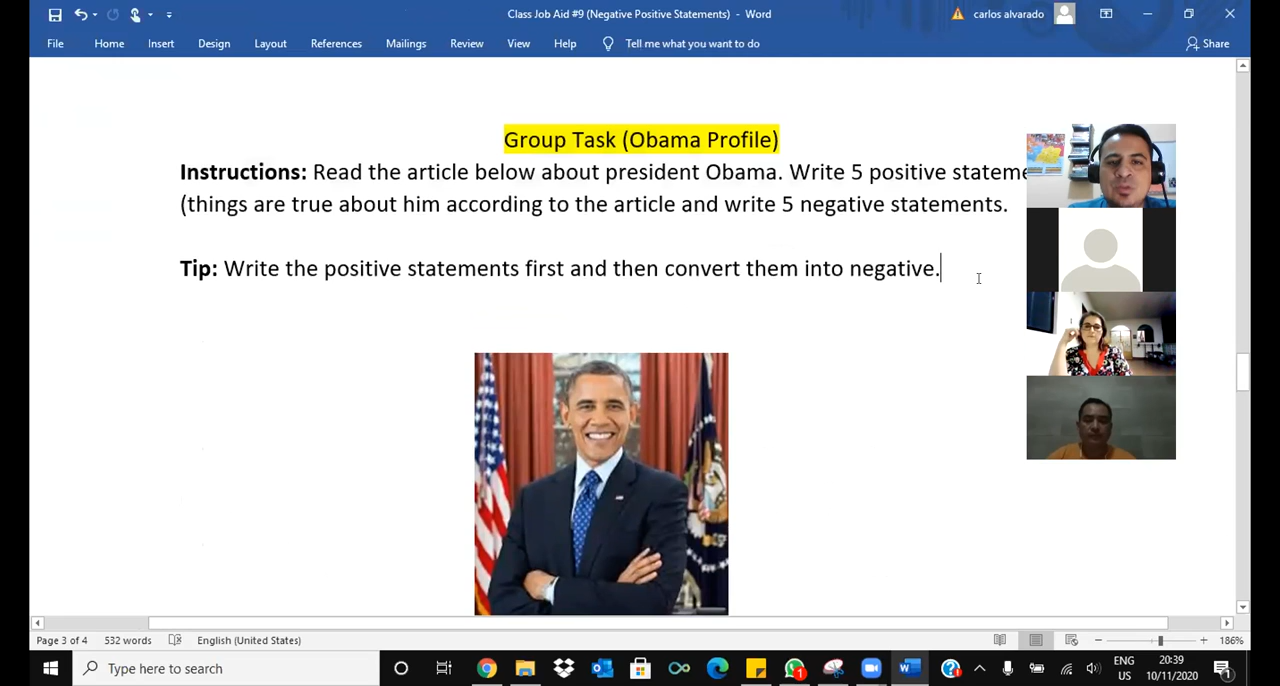 Class Job Aid #9 (Negative Positive Statements) - Word
carlos alvarado
File Home Insert Design Layout References Mailings Review View Help Tell me what you want to do Share
Group Task (Obama Profile)
Instructions: Read the article below about president Obama. Write 5 positive stateme
(things are true about him according to the article and write 5 negative statements.
Tip: Write the positive statements first and then convert them into negative.
Page 3 of 4 532 words English (United States) 186%
Type here to search
ENG
US
20:39
10/11/2020